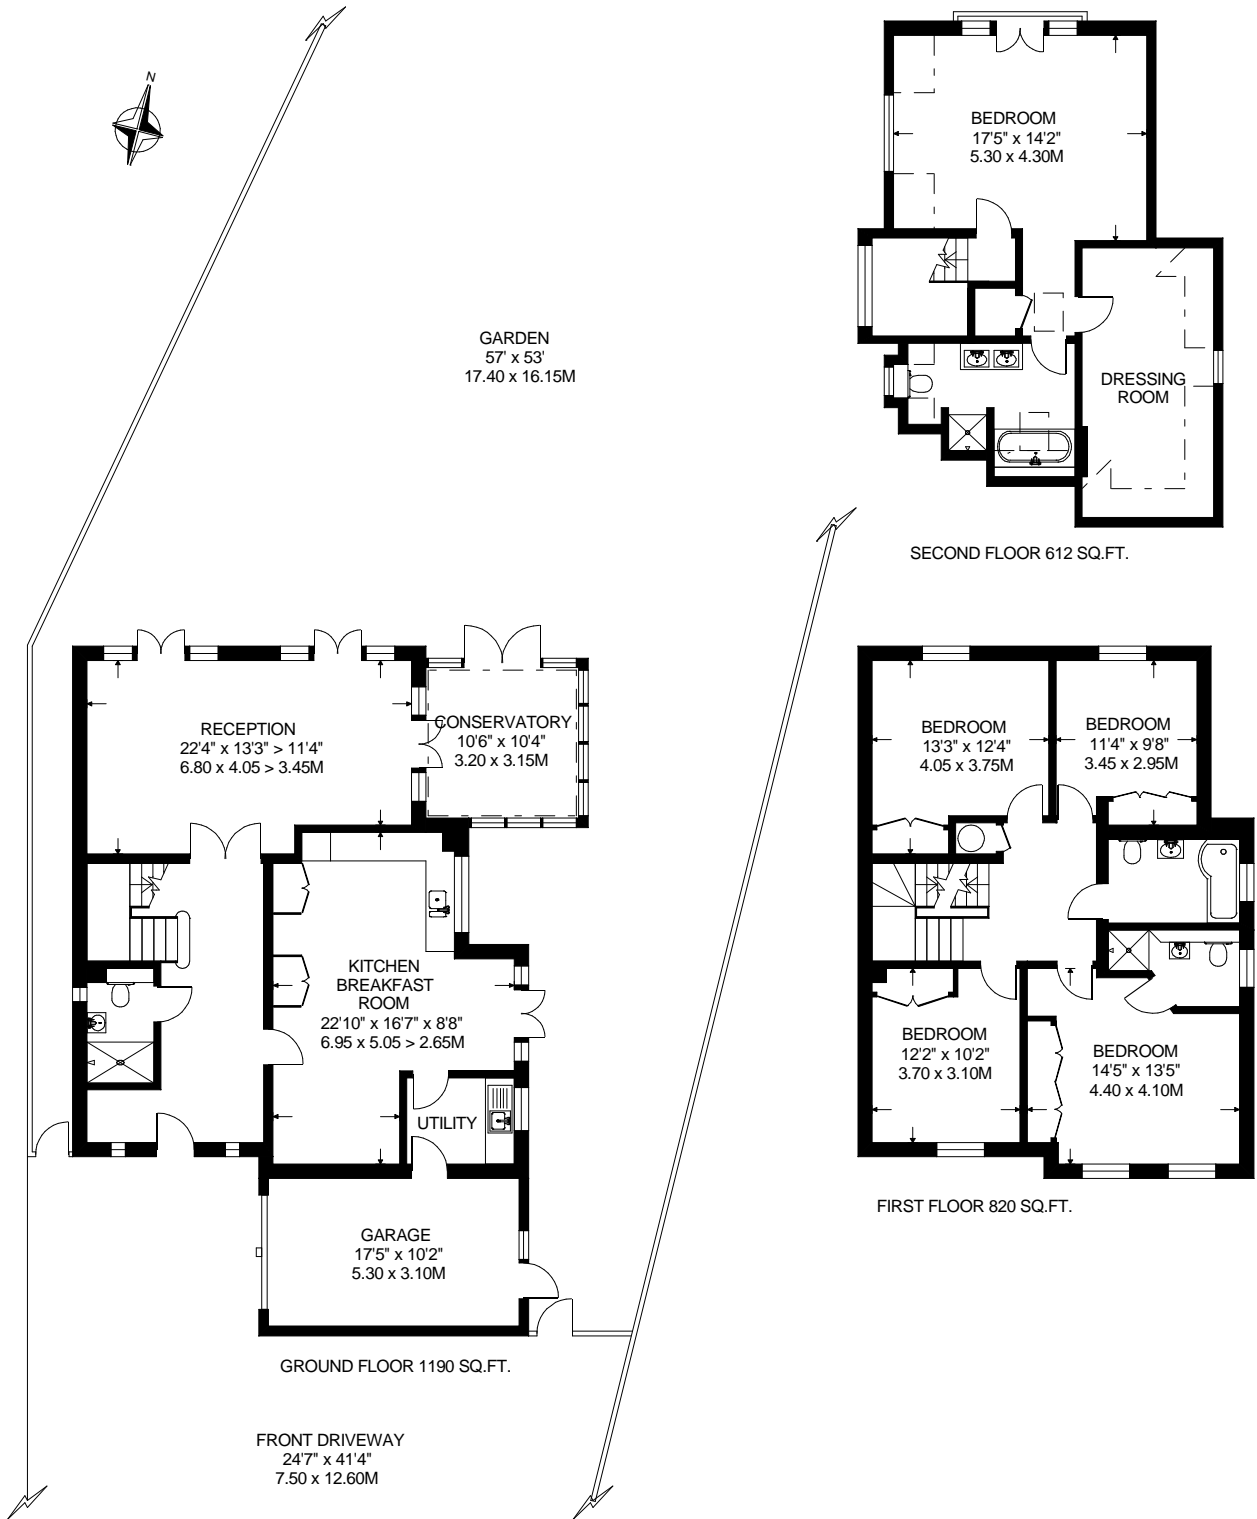 N
BEDROOM
17'5" x 14'2"
5.30 x 4.30M
GARDEN
57' x 53'
17.40 x 16.15M
DRESSING
ROOM
SECOND FLOOR 612 SQ.FT.
RECEPTION
22'4" x 13'3" > 11'4"
6.80 x 4.05 > 3.45M
CONSERVATORY
10'6" x 10'4"
3.20 x 3.15M
KITCHEN
BREAKFAST
ROOM
22'10" x 16'7" x 8'8"
6.95 x 5.05 > 2.65M
UTILITY
GARAGE
17'5" x 10'2"
5.30 x 3.10M
GROUND FLOOR 1190 SQ.FT.
FRONT DRIVEWAY
24'7" x 41'4"
7.50 x 12.60M
BEDROOM
13'3" x 12'4"
4.05 x 3.75M
BEDROOM
11'4" x 9'8"
3.45 x 2.95M
BEDROOM
12'2" x 10'2"
3.70 x 3.10M
BEDROOM
14'5" x 13'5"
4.40 x 4.10M
FIRST FLOOR 820 SQ.FT.